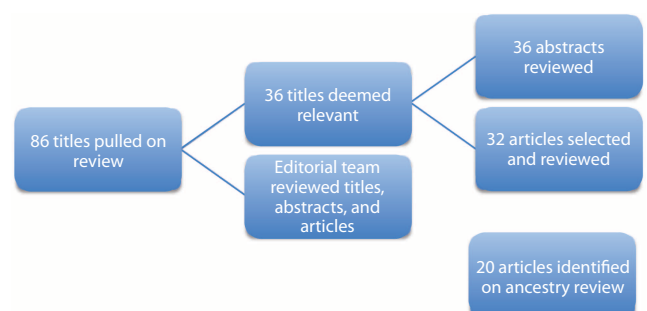 86 titles pulled on
review
36 titles deemed
relevant
Editorial team
reviewed titles,
abstracts, and
articles
36 abstracts
reviewed
32 articles selected
and reviewed
20 articles identified
on ancestry review